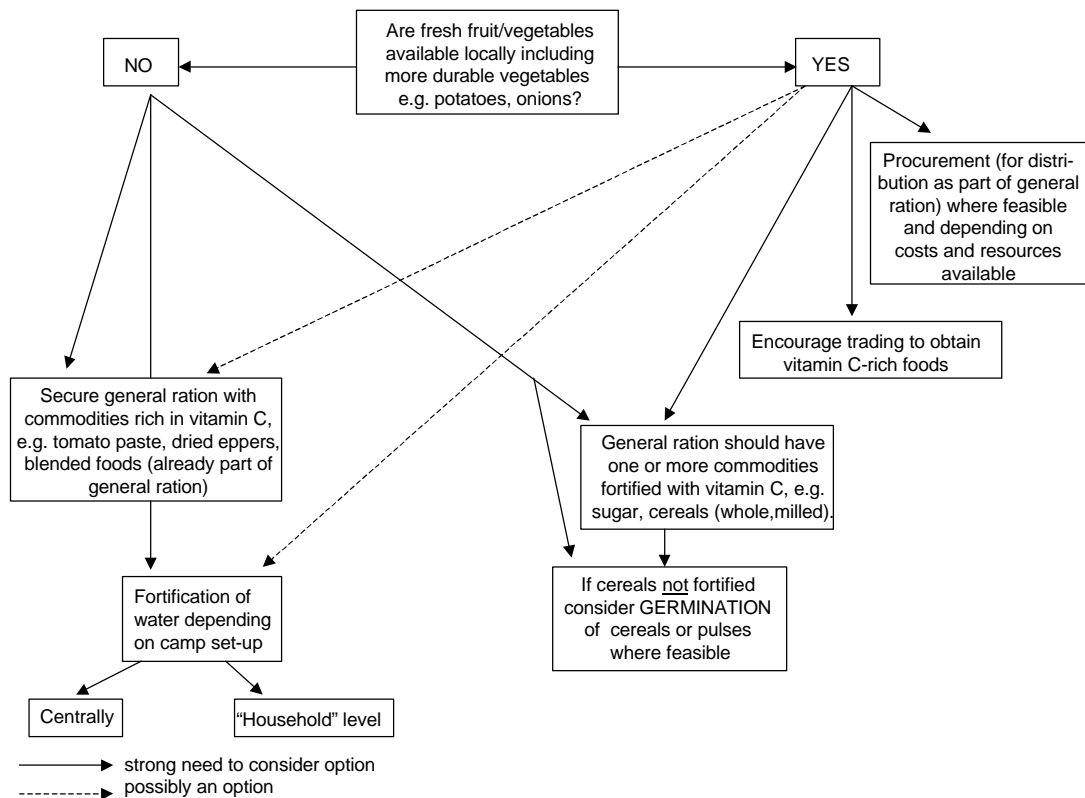 Are fresh fruit/vegetables
available locally including
more durable vegetables
e.g. potatoes, onions?
NO
YES
Procurement (for distri-
bution as part of general
ration) where feasible
and depending on
costs and resources
available
Encourage trading to obtain
vitamin C-rich foods
Secure general ration with
commodities rich in vitamin C,
e.g. tomato paste, dried eppers,
blended foods (already part of
general ration)
General ration should have
one or more commodities
fortified with vitamin C, e.g.
sugar, cereals (whole,milled).
Fortification of
water depending
on camp set-up
If cereals not fortified
consider GERMINATION
of cereals or pulses
where feasible
Centrally
“Household” level
strong need to consider option
possibly an option